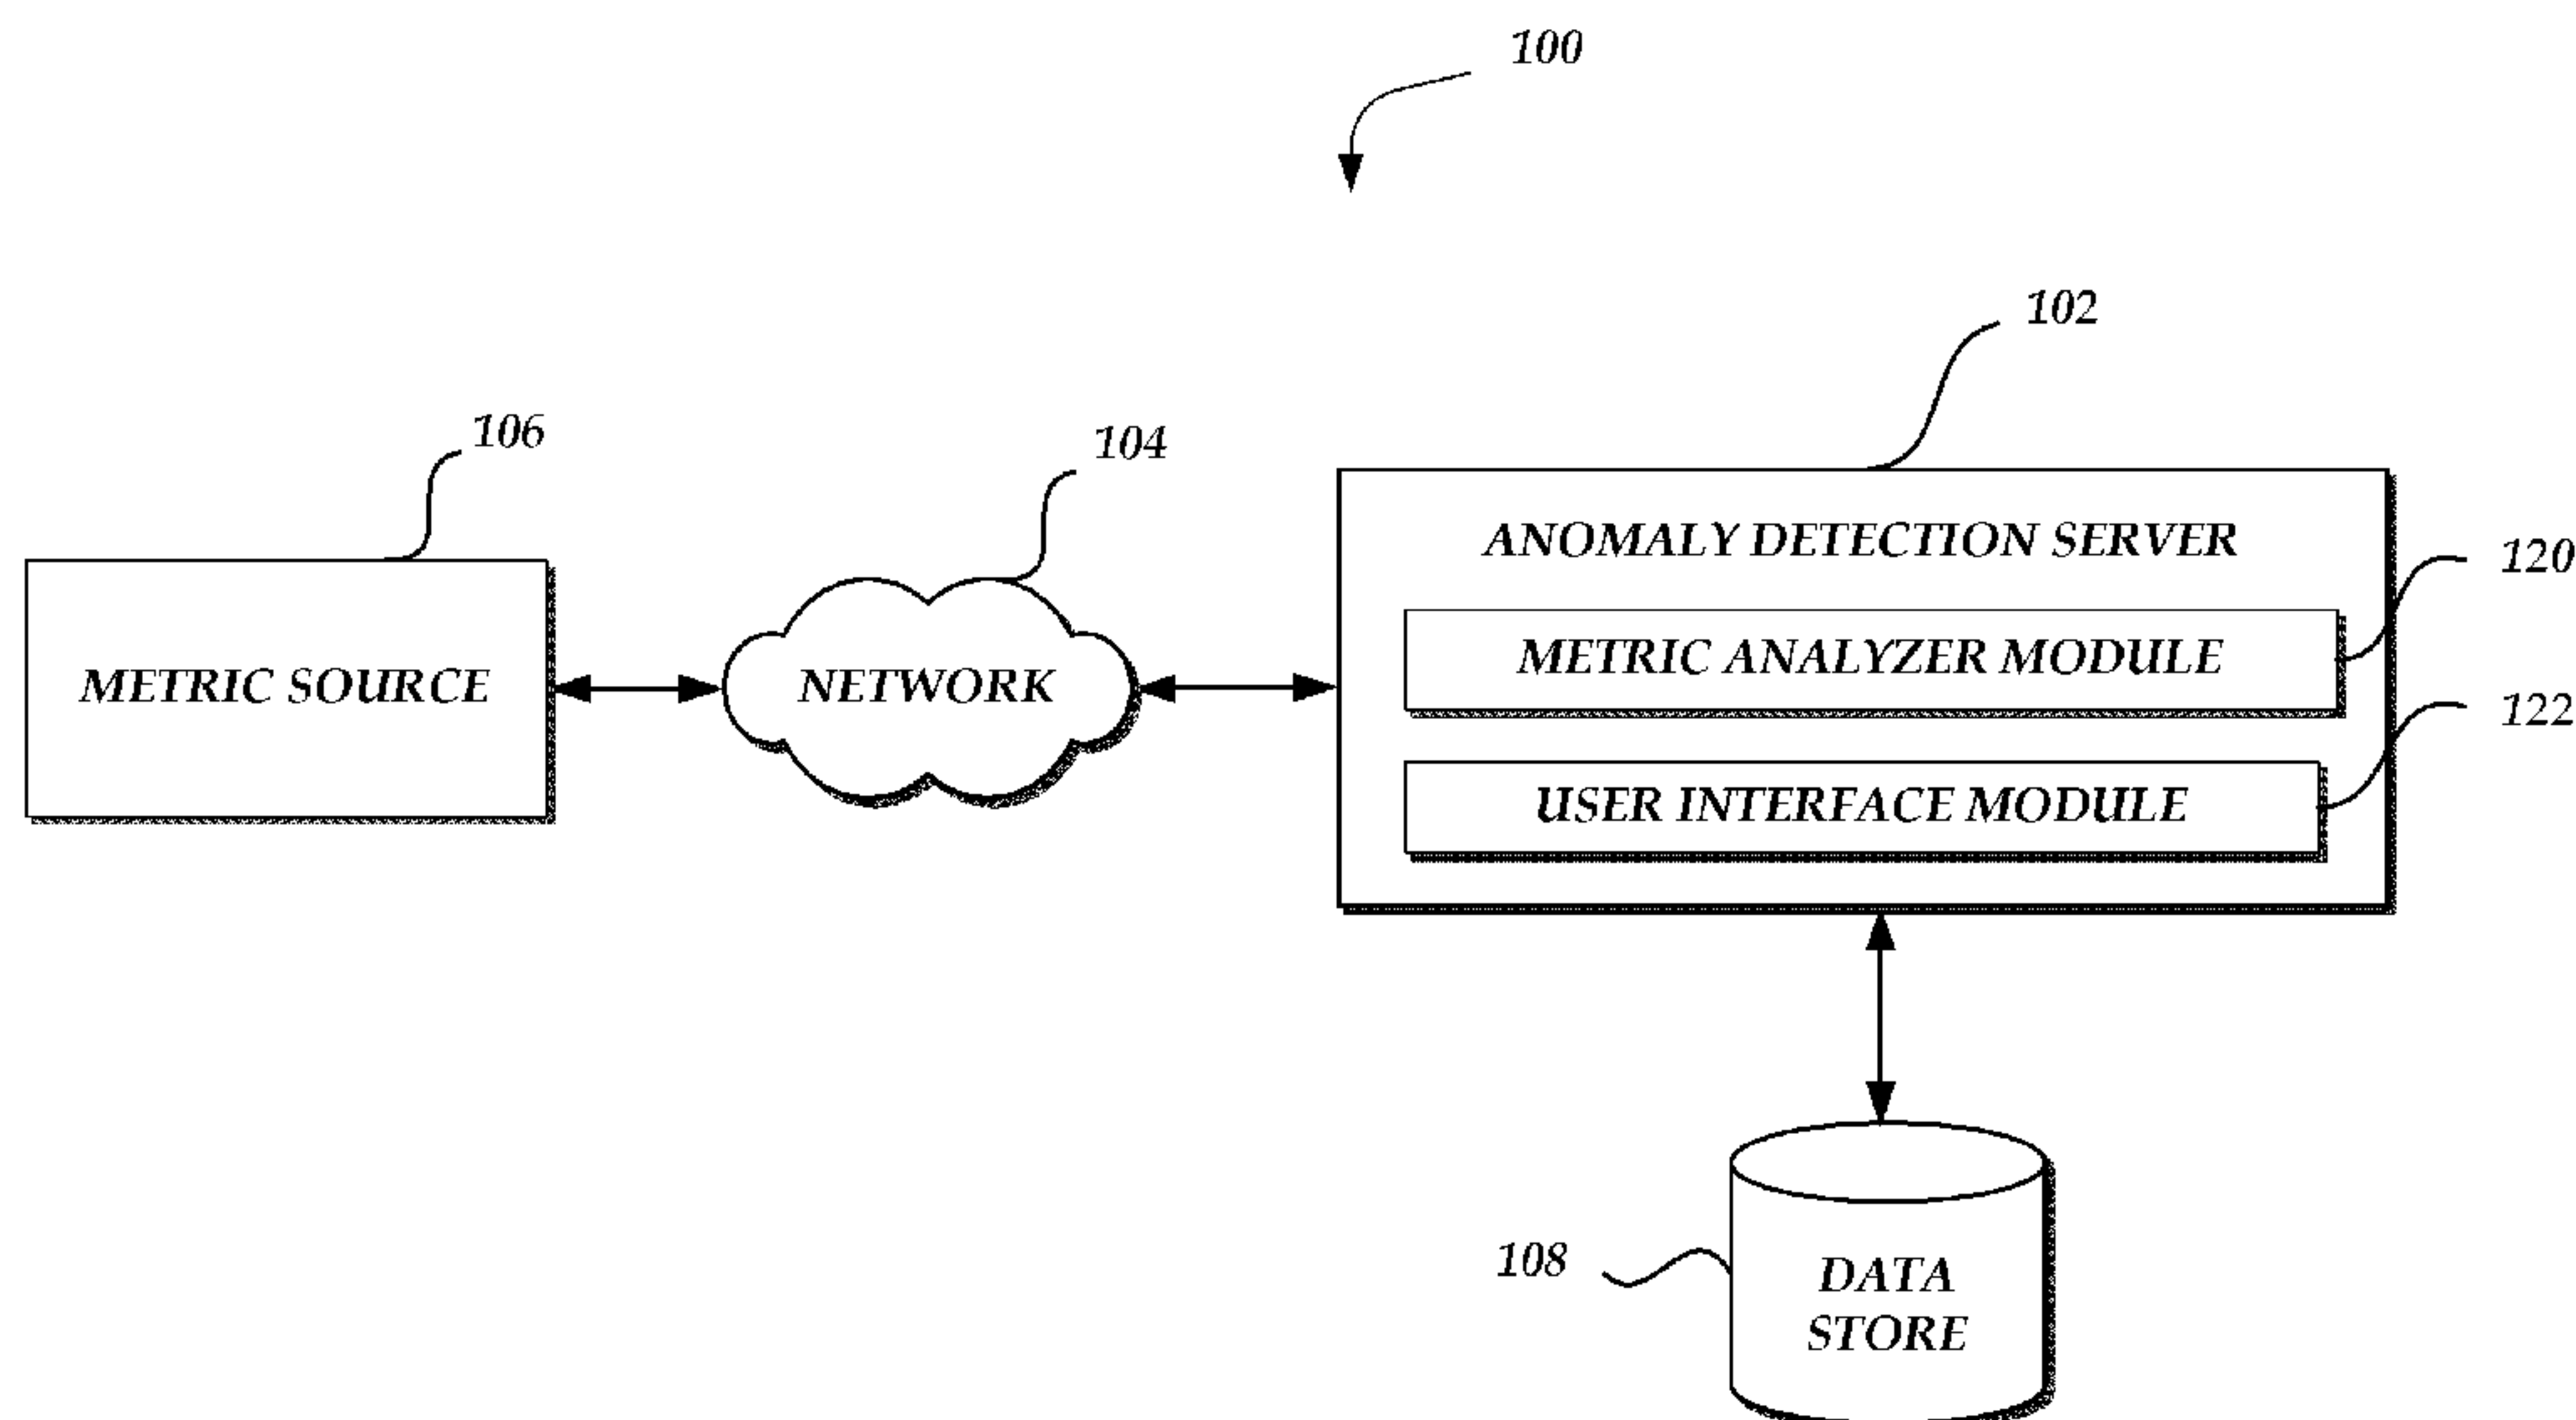 100
102
106
104
ANOMALY DETECTION SERVER
120
METRIC SOURCE
NETWORK
METRIC ANALYZER MODULE
122
USER INTERFACE MODULE
108
DATA
STORE